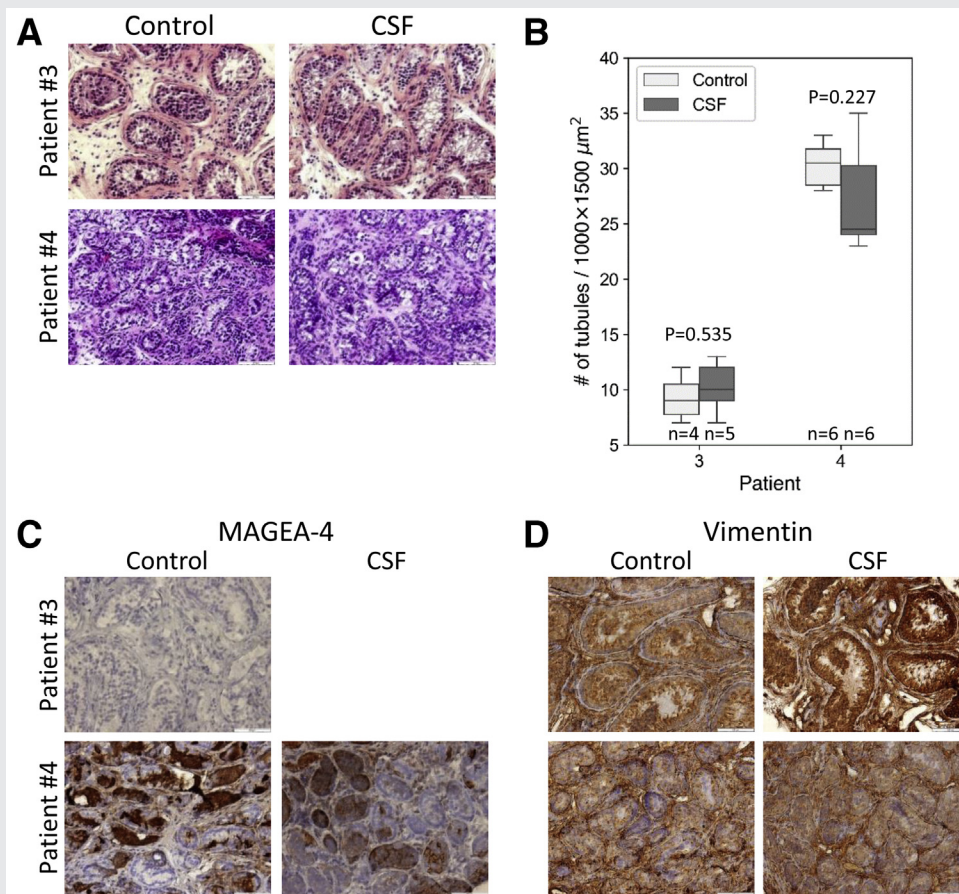 A
Control
CSF
Patient #3
Patient #4
B
# of tubules / 1000×1500 μm²
40
35
30
25
20
15
10
5
Control
CSF
P=0.227
P=0.535
n=4 n=5
n=6 n=6
3
4
Patient
C
MAGEA-4
Control
CSF
Patient #3
Patient #4
D
Vimentin
Control
CSF